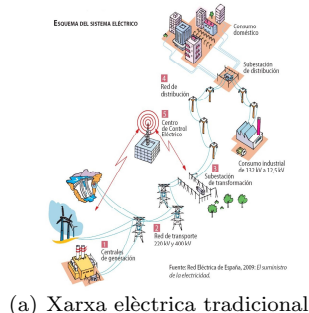 ESQUEMA DEL SISTEMA ELÉCTRICO
Consumo
doméstico
Subestación
de distribución
4
Red de
distribución
5
Centro
de Control
Eléctrico
Consumo industrial
de 132 kV a 12,5 kV
3
Subestación
de transformación
2
Red de transporte
220 kV y 400 kV
1
Centrales
de generación
Fuente: Red Eléctrica de España, 2009: El suministro
de la electricidad.
(a) Xarxa elèctrica tradicional